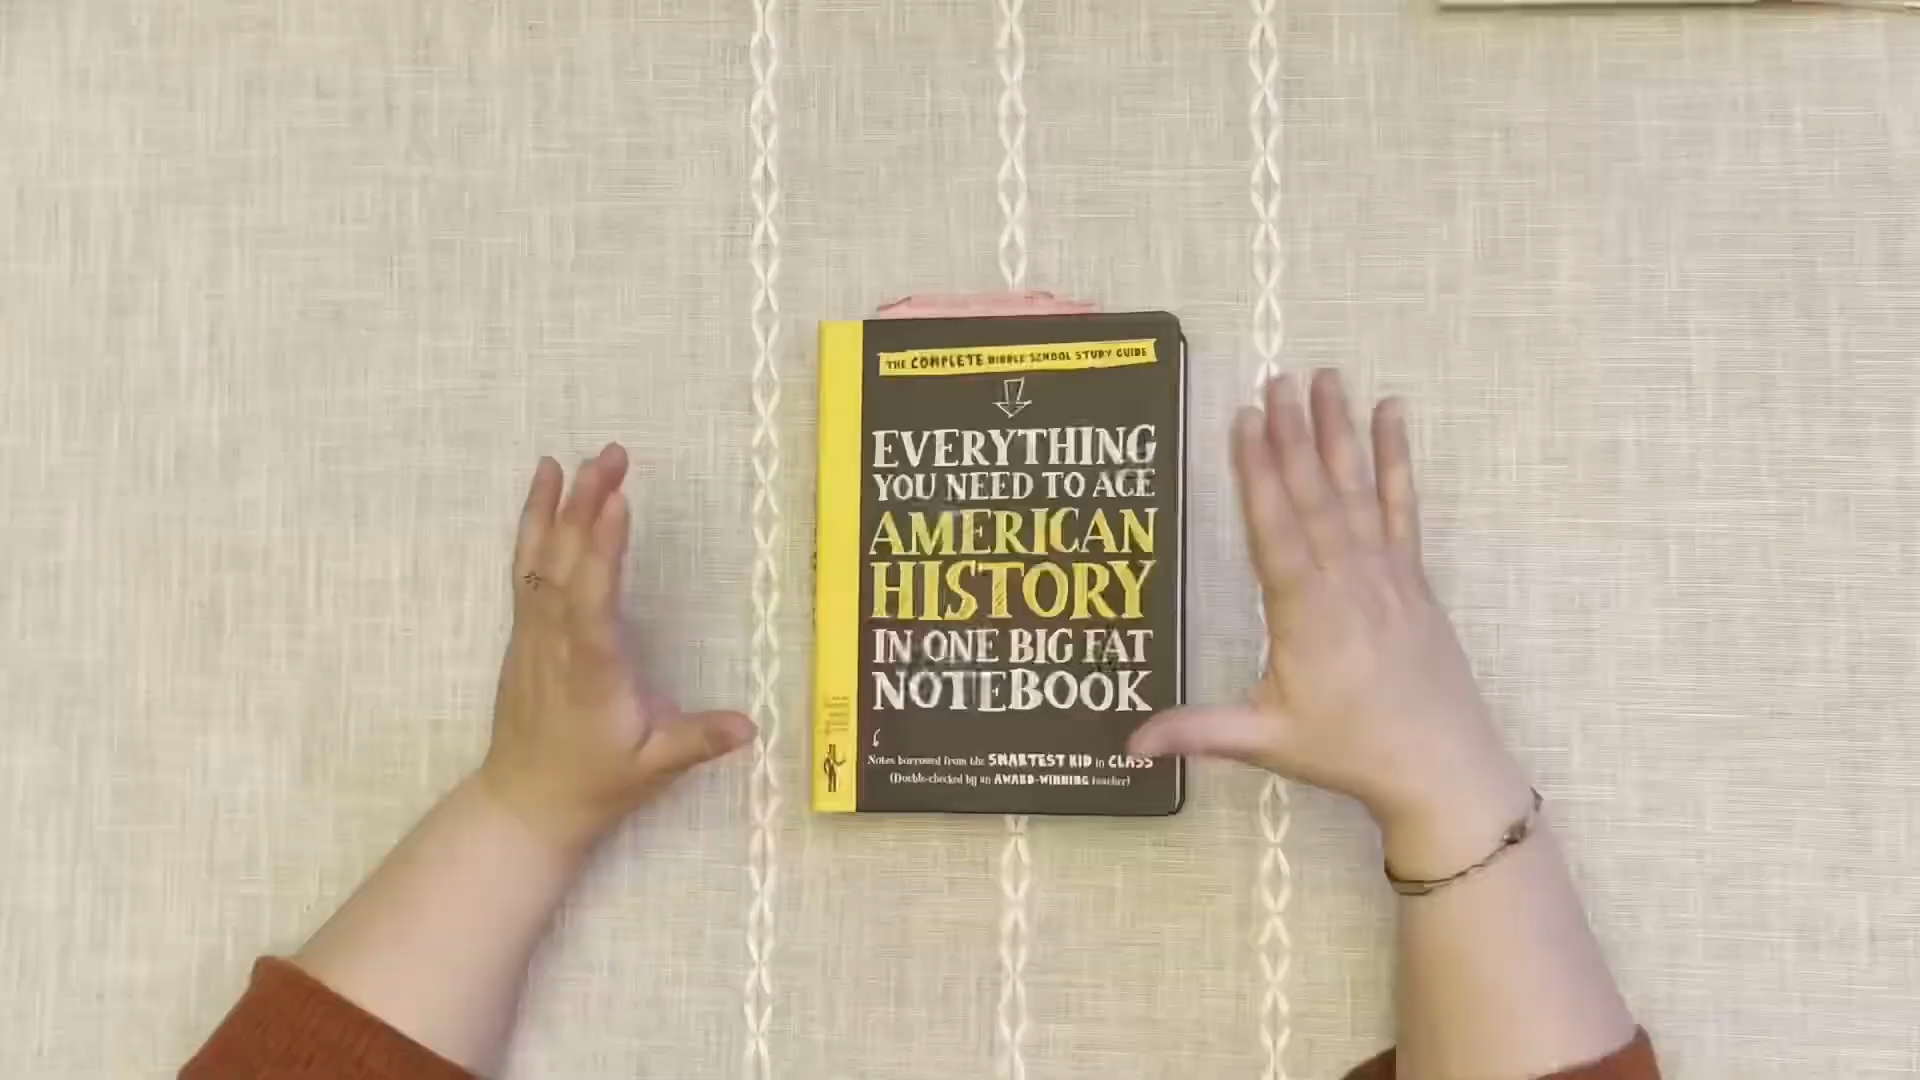 THE COMPLETE MIDDLE SCHOOL STUDY GUIDE
EVERYTHING
YOU NEED TO ACE
AMERICAN
HISTORY
IN ONE BIG FAT
NOTEBOOK
Notes borrowed from the SMARTEST KID in CLASS
(Double-checked by an AWARD-WINNING teacher)